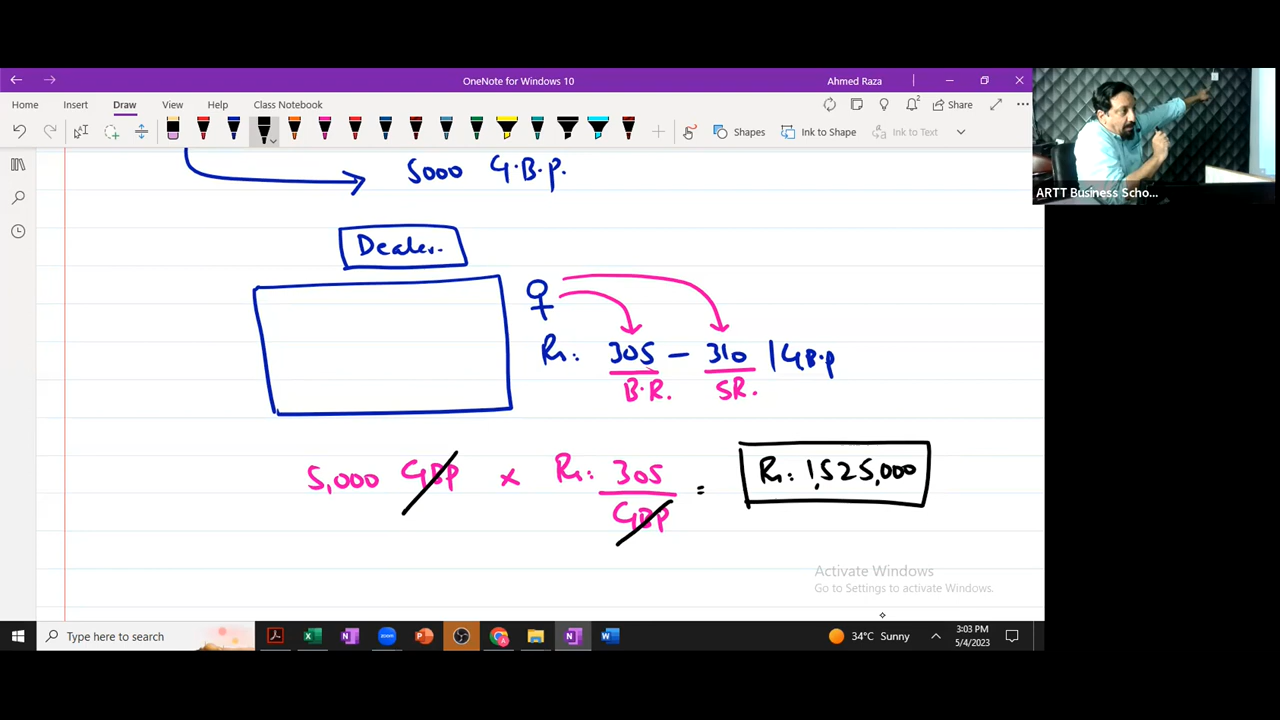 OneNote for Windows 10
Ahmed Raza
Home Insert Draw View Help Class Notebook
Share
Shapes
Ink to Shape
Ink to Text
ARTT Business Scho...
5000 G.B.P.
Dealer.
Rs: 305 – 310 | G.B.P
B.R. SR.
5,000 GBP x Rs: 305 = Rs: 1,525,000
GBP
Activate Windows
Go to Settings to activate Windows.
Type here to search
34°C Sunny
3:03 PM
5/4/2023